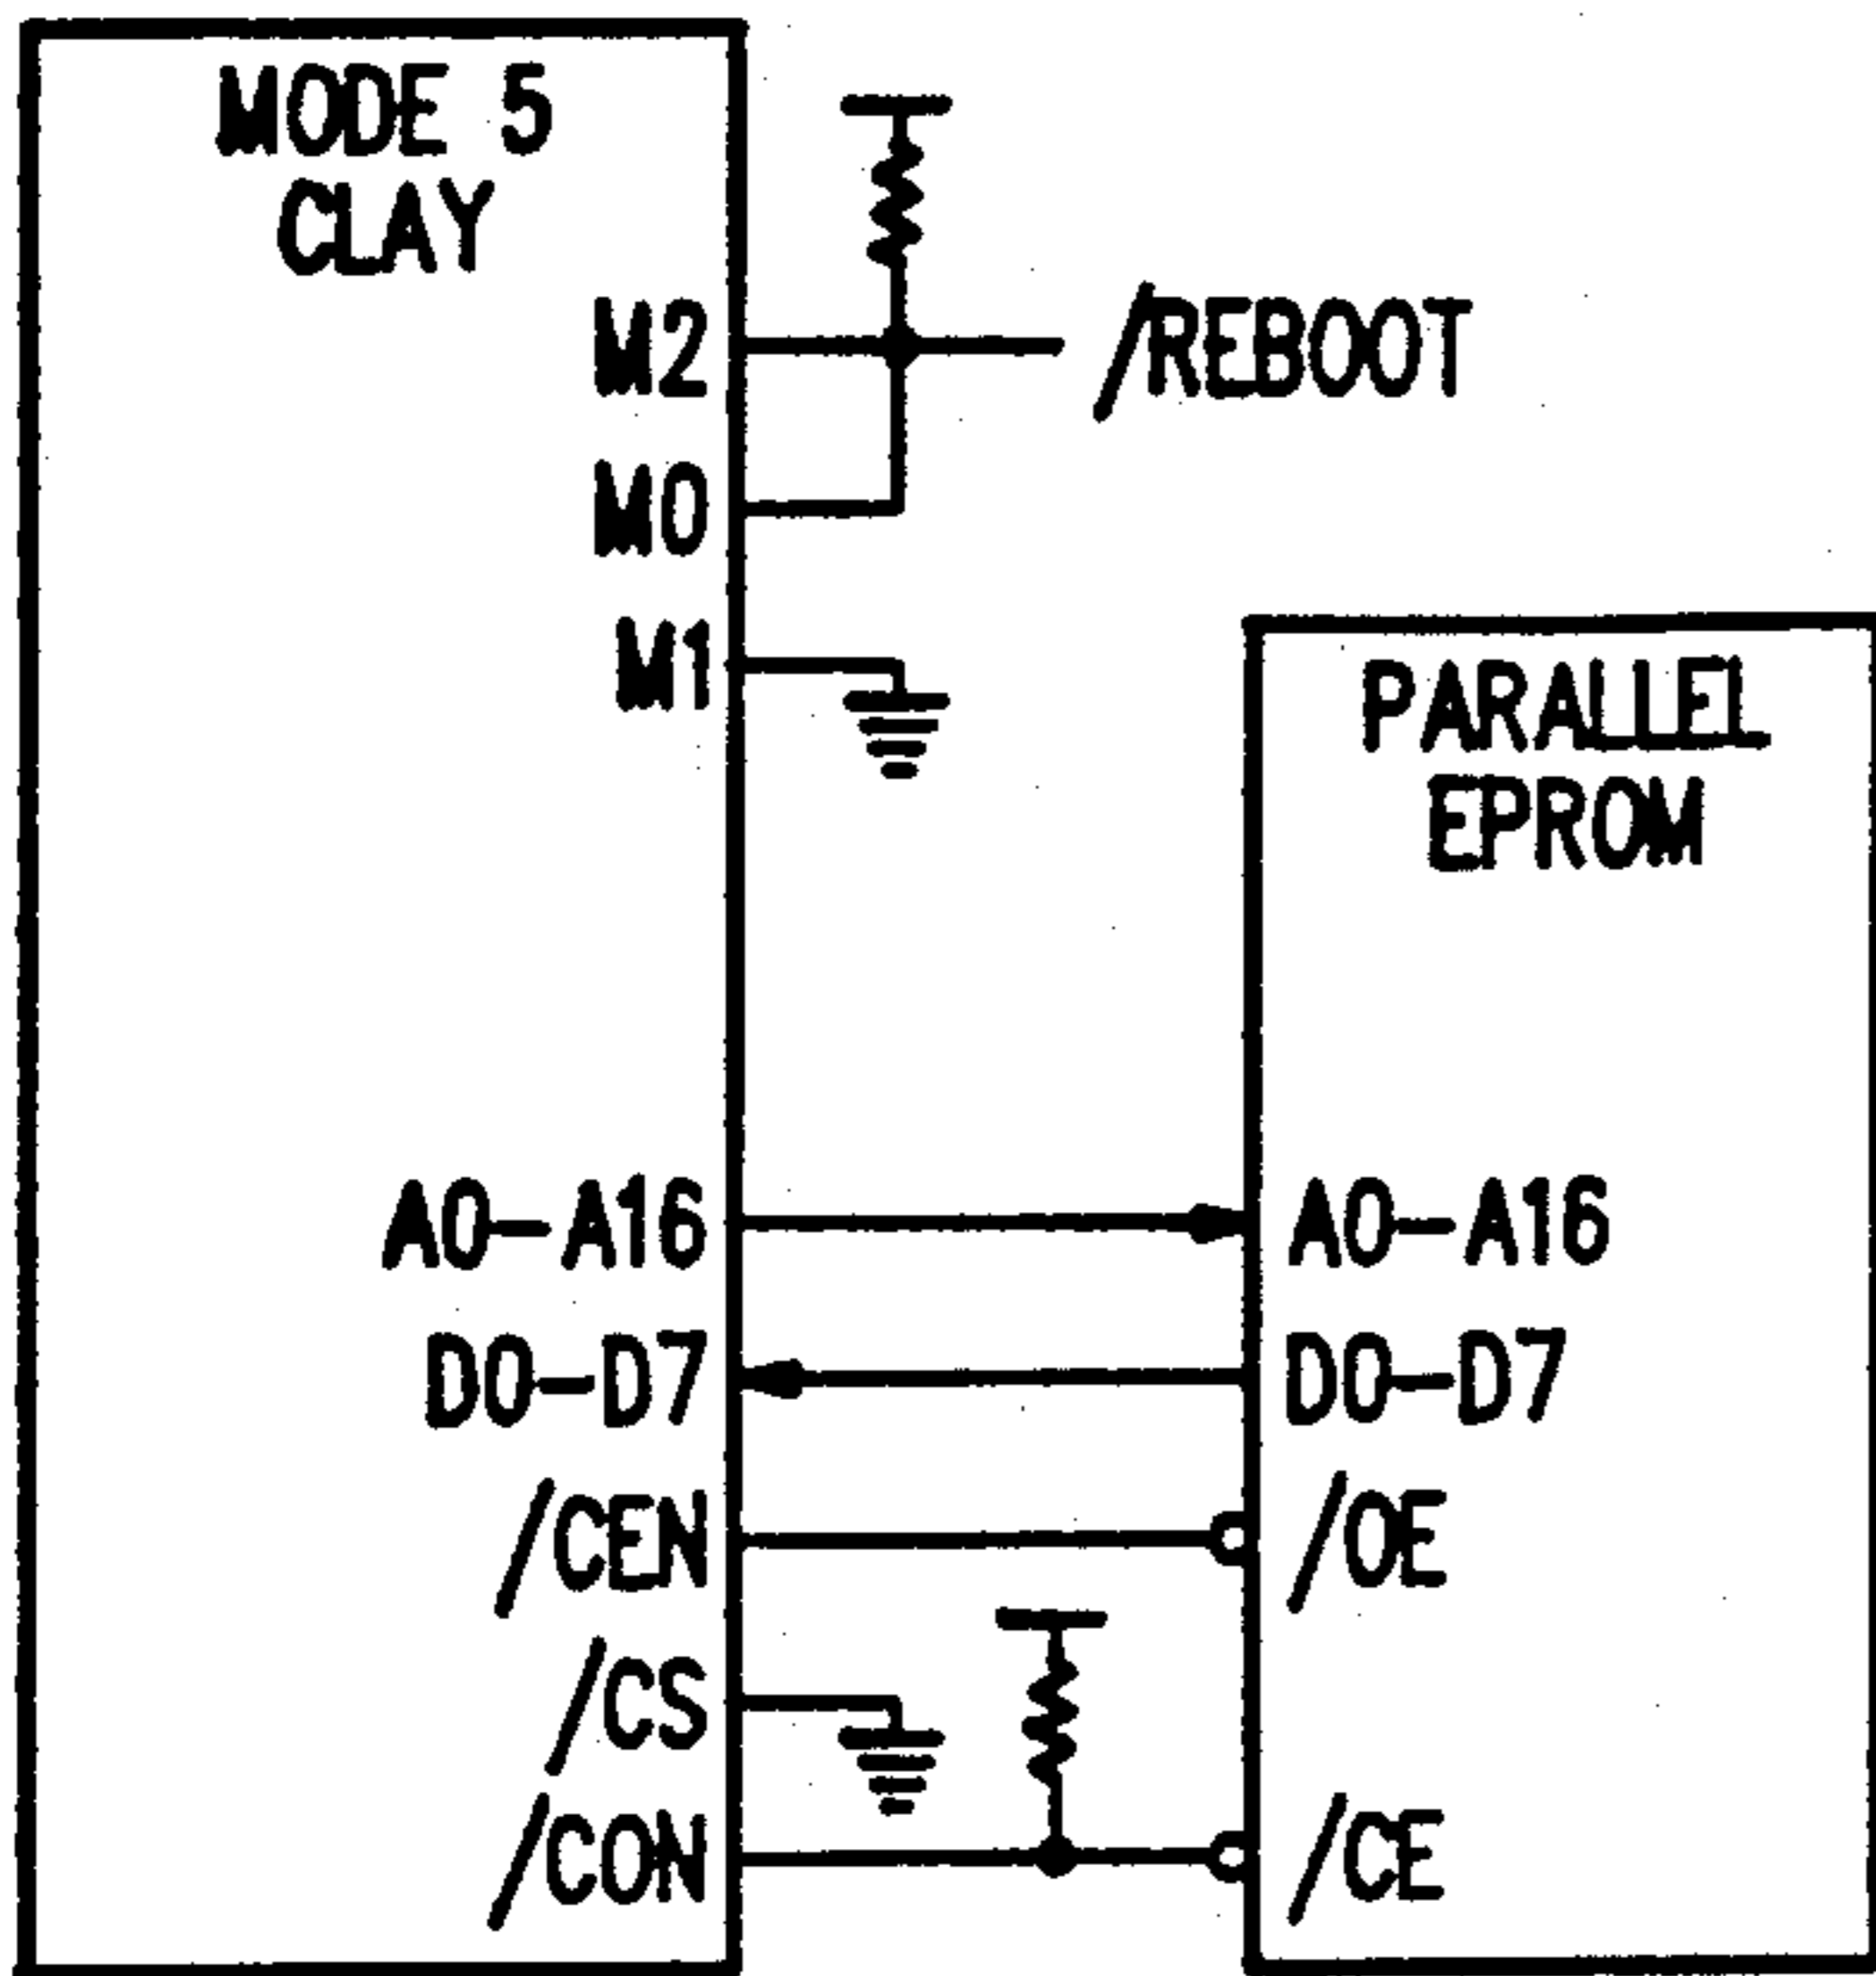 MODE 5
CLAY
M2
/REBOOT
M0
M1
PARALLEL
EPROM
A0-A16
A0-A16
D0-D7
D0-D7
/CEN
/OE
/CS
/CON
/CE